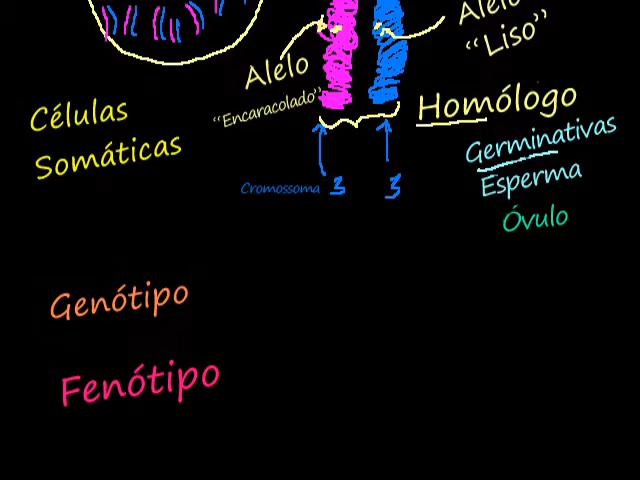 Alelo
"Liso"
Alelo
"Encaracolado"
Homólogo
Células
Somáticas
Germinativas
Esperma
Óvulo
Cromossoma 3 3
Genótipo
Fenótipo